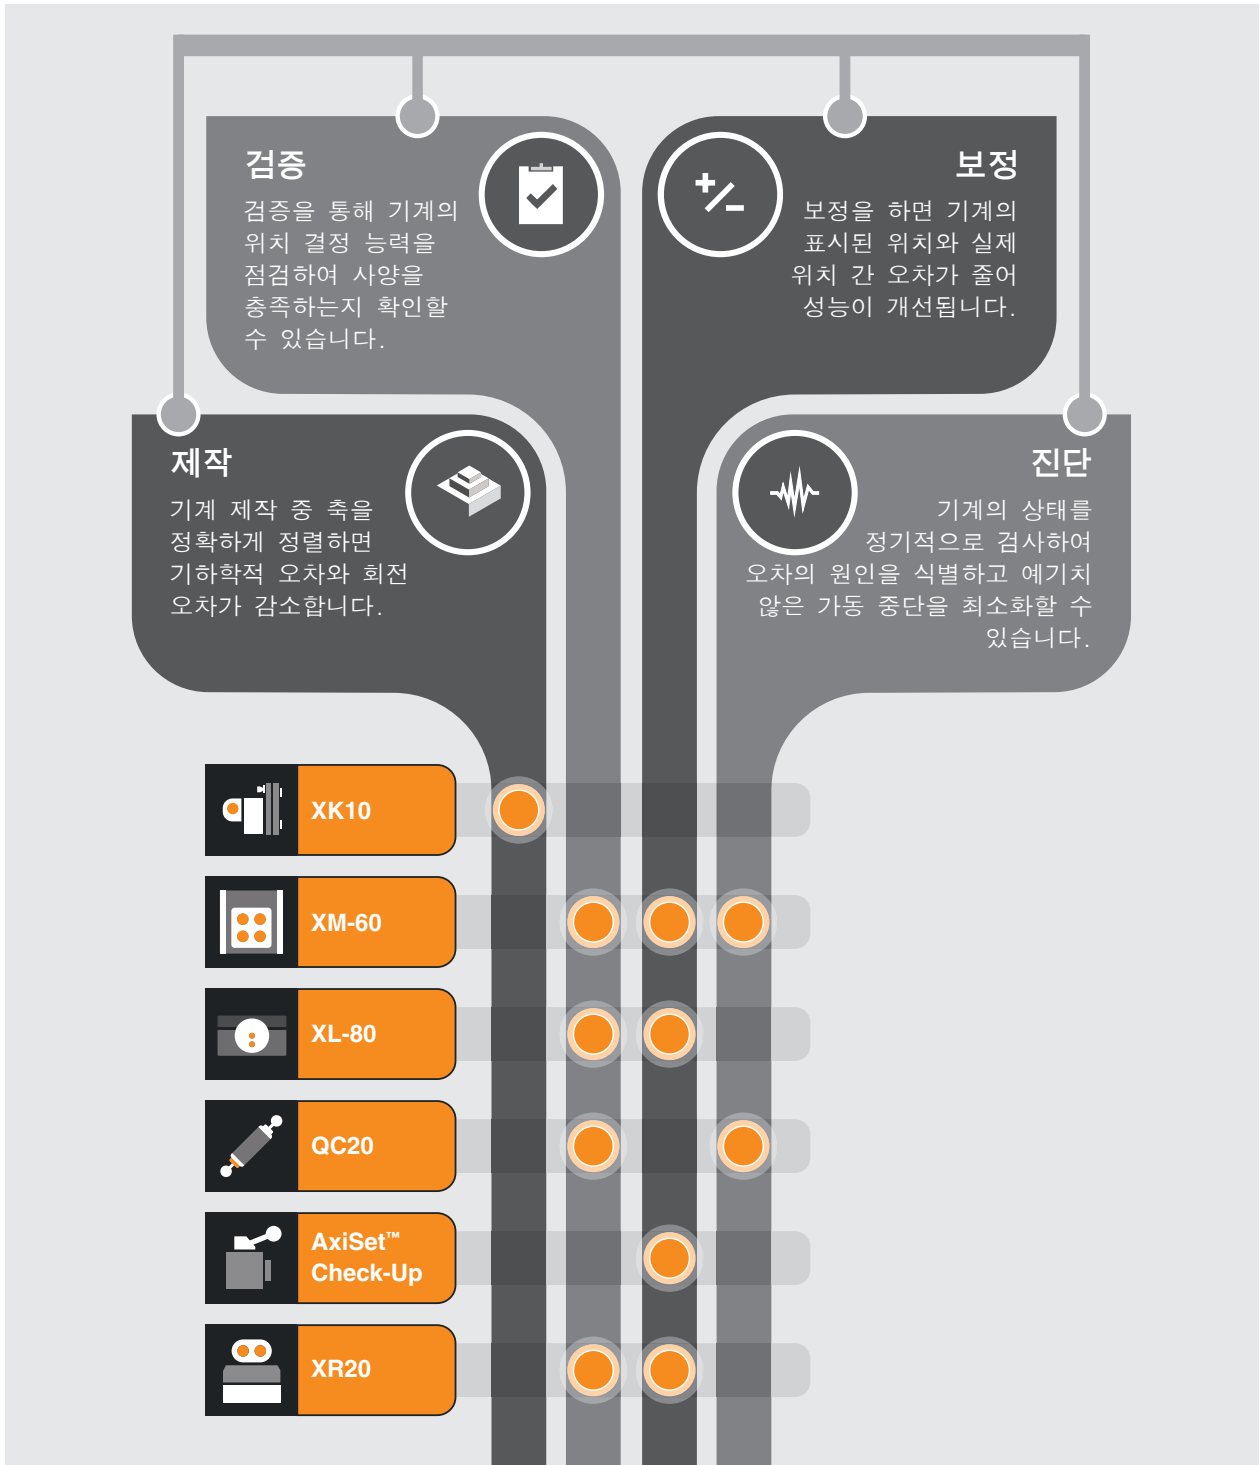 검증
검증을 통해 기계의
위치 결정 능력을
점검하여 사양을
충족하는지 확인할
수 있습니다.
보정
보정을 하면 기계의
표시된 위치와 실제
위치 간 오차가 줄어
성능이 개선됩니다.
제작
기계 제작 중 축을
정확하게 정렬하면
기하학적 오차와 회전
오차가 감소합니다.
진단
기계의 상태를
정기적으로 검사하여
오차의 원인을 식별하고 예기치
않은 가동 중단을 최소화할 수
있습니다.
XK10
XM-60
XL-80
QC20
AxiSet™
Check-Up
XR20